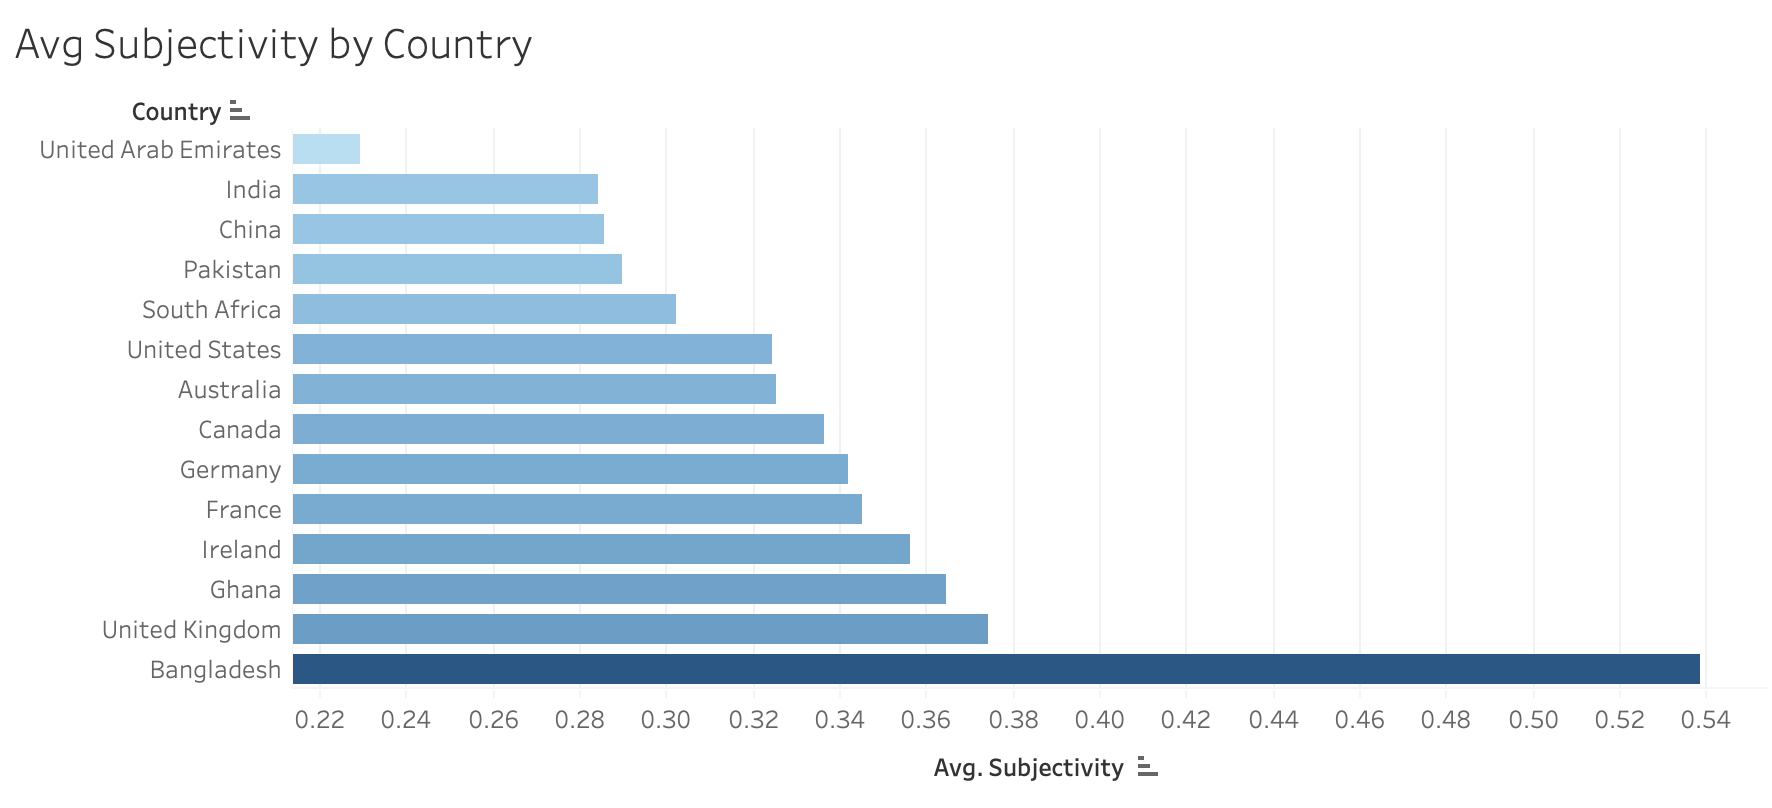 Avg Subjectivity by Country
Country
United Arab Emirates
India
China
Pakistan
South Africa
United States
Australia
Canada
Germany
France
Ireland
Ghana
United Kingdom
Bangladesh
0.22 0.24 0.26 0.28 0.30 0.32 0.34 0.36 0.38 0.40 0.42 0.44 0.46 0.48 0.50 0.52 0.54
Avg. Subjectivity